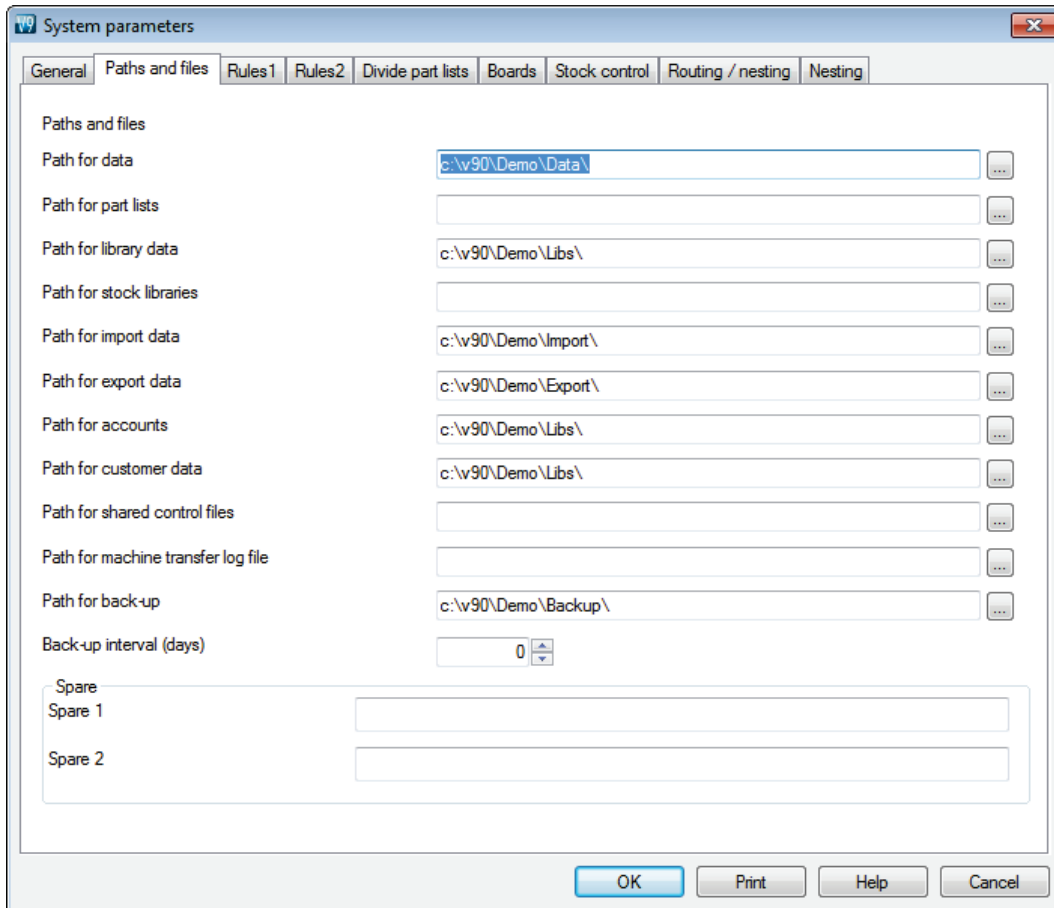 V9 System parameters
General Paths and files Rules1 Rules2 Divide part lists Boards Stock control Routing / nesting Nesting
Paths and files
Path for data c:\v90\Demo\Data\ ...
Path for part lists ...
Path for library data c:\v90\Demo\Libs\ ...
Path for stock libraries ...
Path for import data c:\v90\Demo\Import\ ...
Path for export data c:\v90\Demo\Export\ ...
Path for accounts c:\v90\Demo\Libs\ ...
Path for customer data c:\v90\Demo\Libs\ ...
Path for shared control files ...
Path for machine transfer log file ...
Path for back-up c:\v90\Demo\Backup\ ...
Back-up interval (days) 0
Spare
Spare 1
Spare 2
OK Print Help Cancel